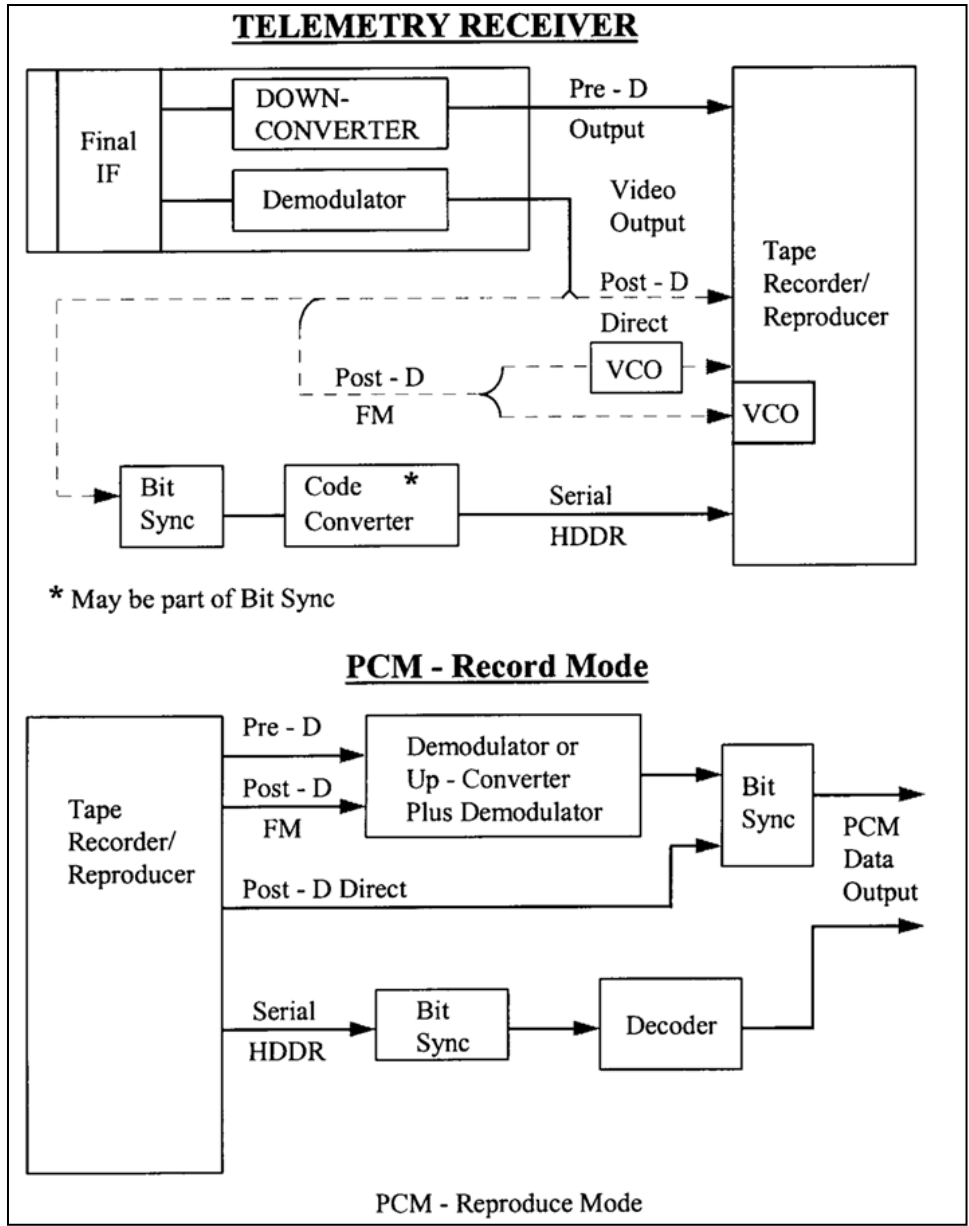 TELEMETRY RECEIVER
Final
IF
DOWN-
CONVERTER
Demodulator
Pre - D
Output
Video
Output
Post - D
Direct
Tape
Recorder/
Reproducer
Post - D
FM
VCO
VCO
Bit
Sync
Code *
Converter
Serial
HDDR
* May be part of Bit Sync
PCM - Record Mode
Tape
Recorder/
Reproducer
Pre - D
Post - D
FM
Demodulator or
Up - Converter
Plus Demodulator
Bit
Sync
PCM
Data
Output
Post - D Direct
Serial
HDDR
Bit
Sync
Decoder
PCM - Reproduce Mode